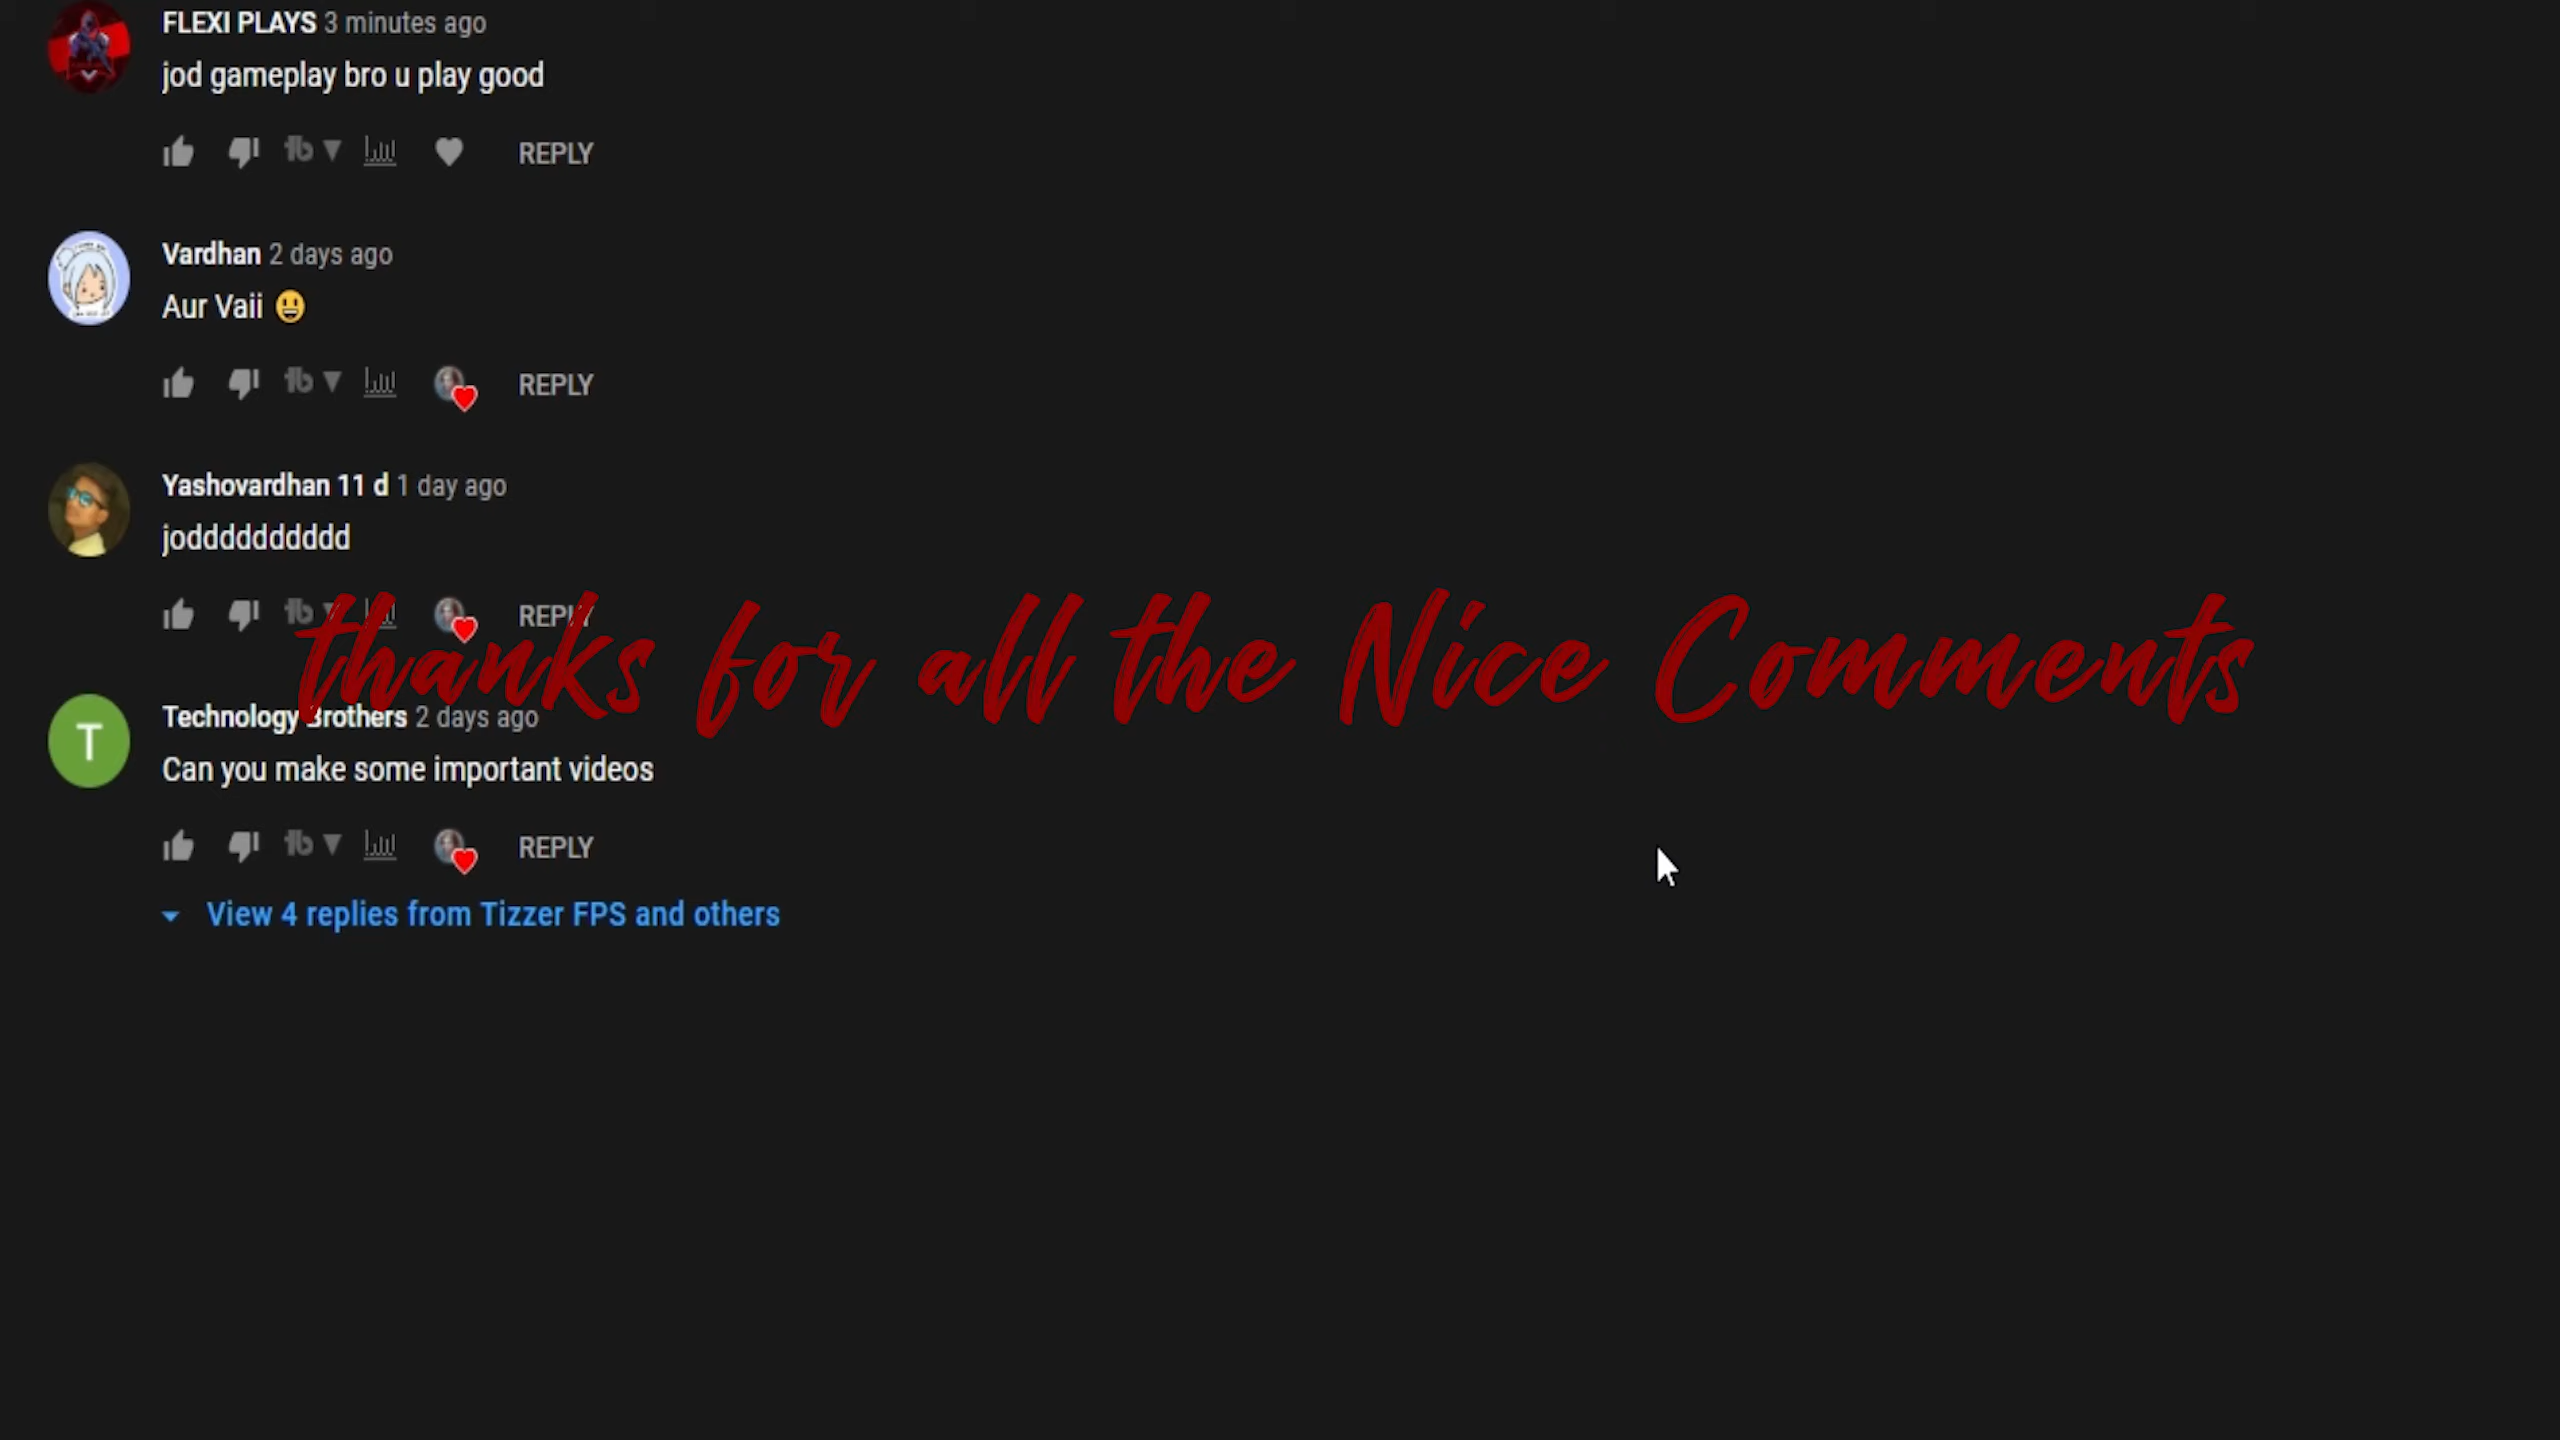 FLEXI PLAYS 3 minutes ago
jod gameplay bro u play good
REPLY
Vardhan 2 days ago
Aur Vaii
REPLY
Yashovardhan 11 d 1 day ago
joddddddddd
REPLY
thanks for all the Nice Comments
T
Technology Brothers 2 days ago
Can you make some important videos
REPLY
View 4 replies from Tizzer FPS and others